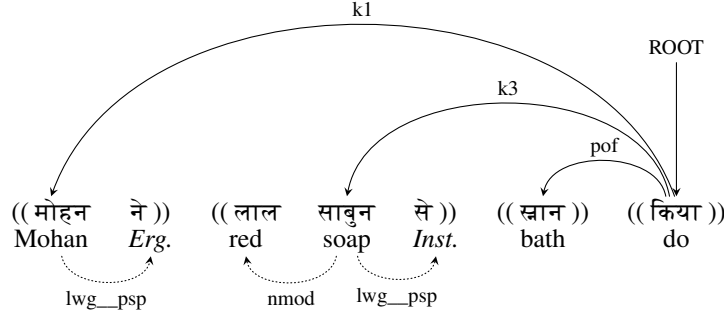 k1
ROOT
k3
pof
(( मोहन ने )) (( लाल साबुन से )) (( स्नान )) (( किया ))
Mohan Erg. red soap Inst. bath do
lwg__psp nmod lwg__psp